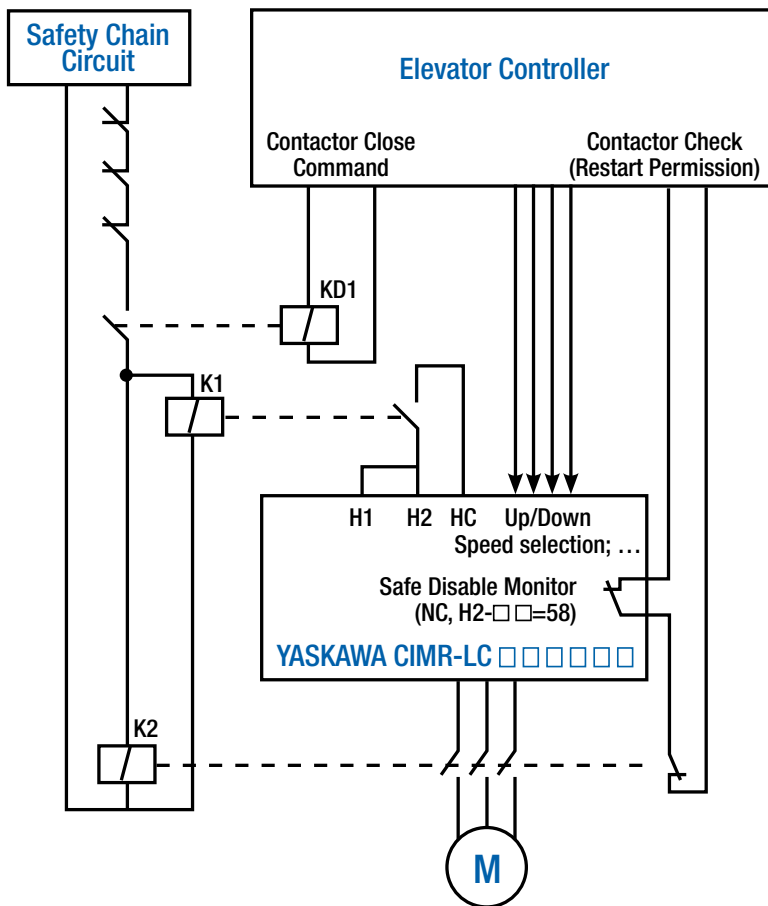 Safety Chain
Circuit
Elevator Controller
Contactor Close
Command
Contactor Check
(Restart Permission)
KD1
K1
H1 H2 HC Up/Down
Speed selection; …
Safe Disable Monitor
(NC, H2-□□=58)
YASKAWA CIMR-LC □□□□□□
K2
M